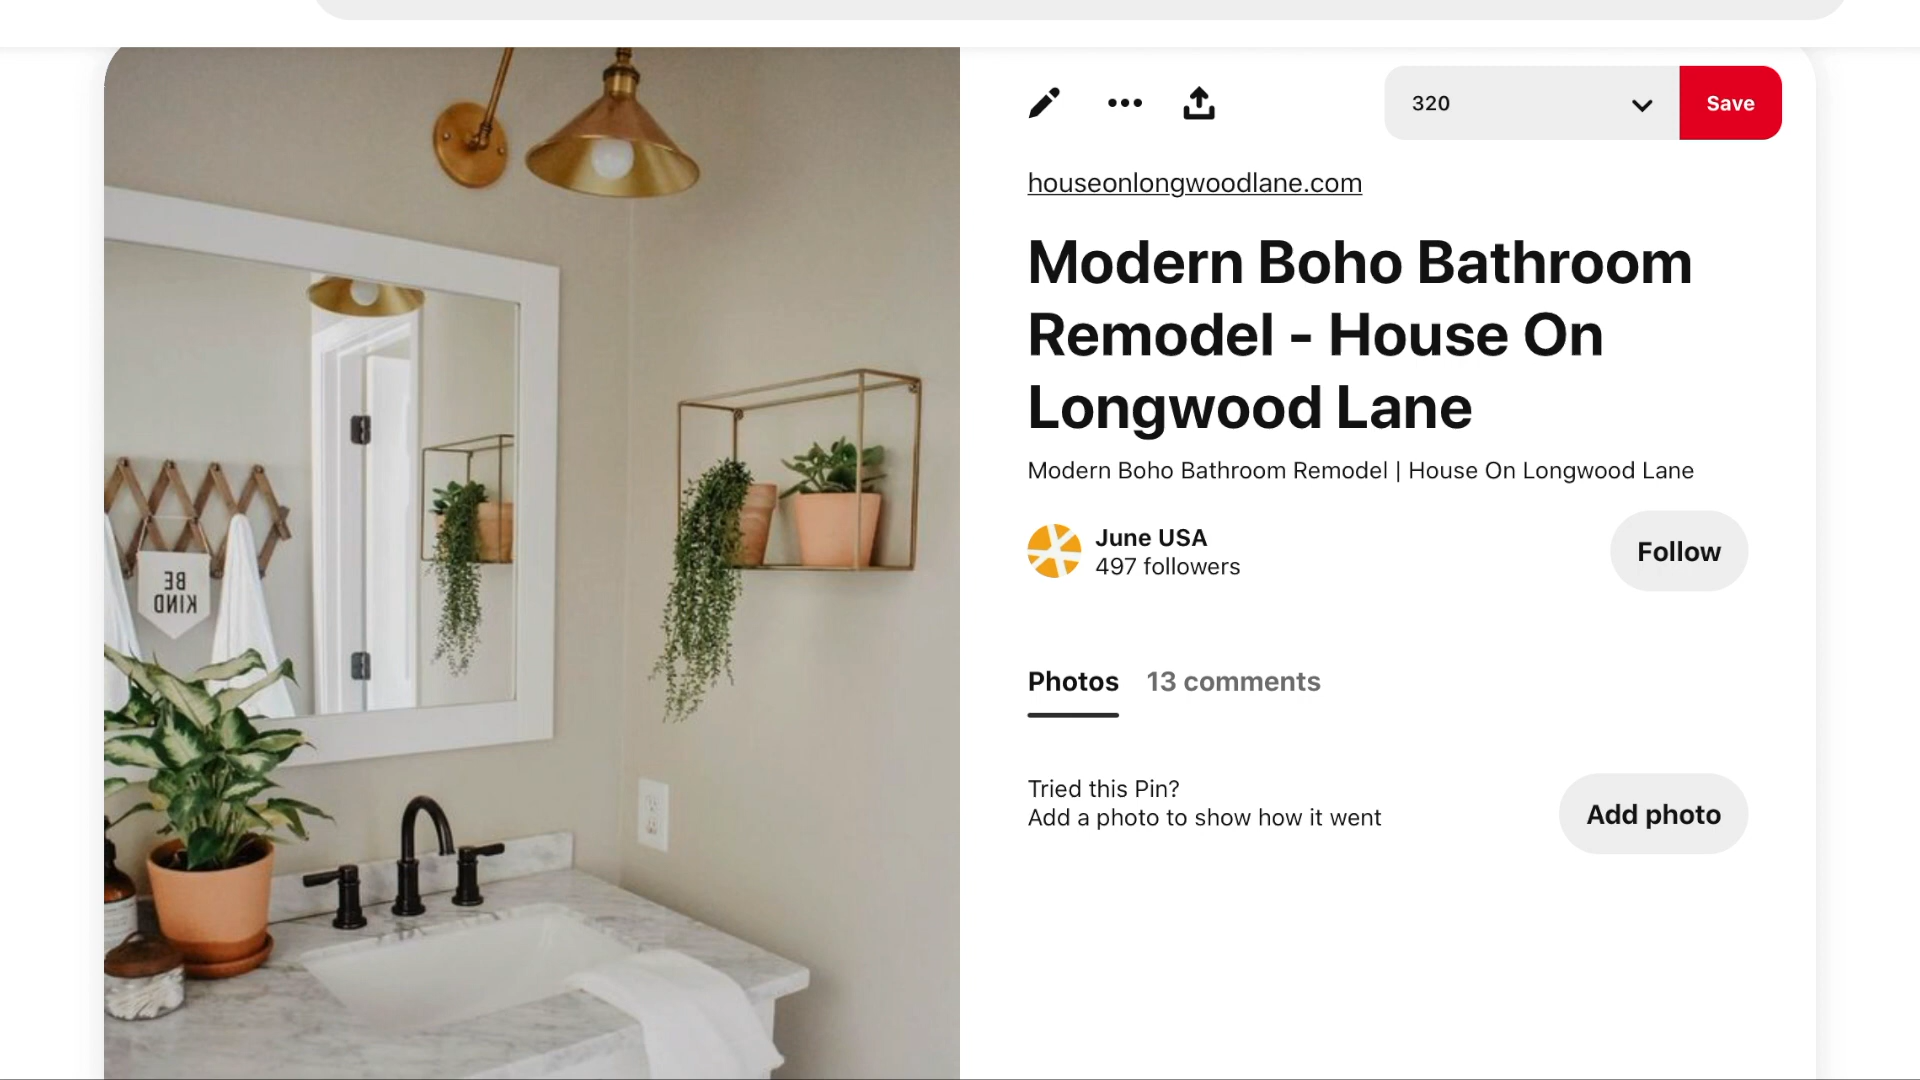 320
Save
houseonlongwoodlane.com
Modern Boho Bathroom
Remodel - House On
Longwood Lane
Modern Boho Bathroom Remodel | House On Longwood Lane
June USA
497 followers
Follow
Photos 13 comments
Tried this Pin?
Add a photo to show how it went
Add photo
BE
KIND